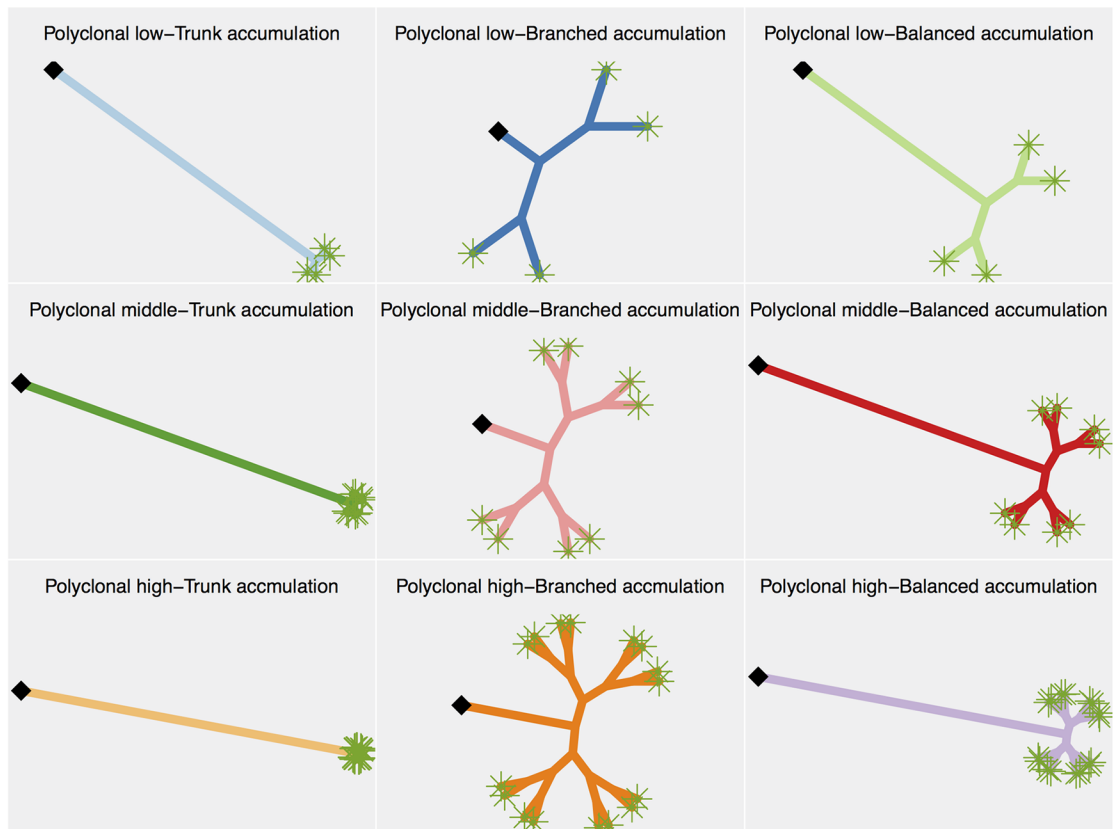 Polyclonal low−Trunk accumulation
Polyclonal low−Branched accumulation
Polyclonal low−Balanced accumulation
Polyclonal middle−Trunk accumulation
Polyclonal middle−Branched accumulation
Polyclonal middle−Balanced accumulation
Polyclonal high−Trunk accmulation
Polyclonal high−Branched accmulation
Polyclonal high−Balanced accumulation